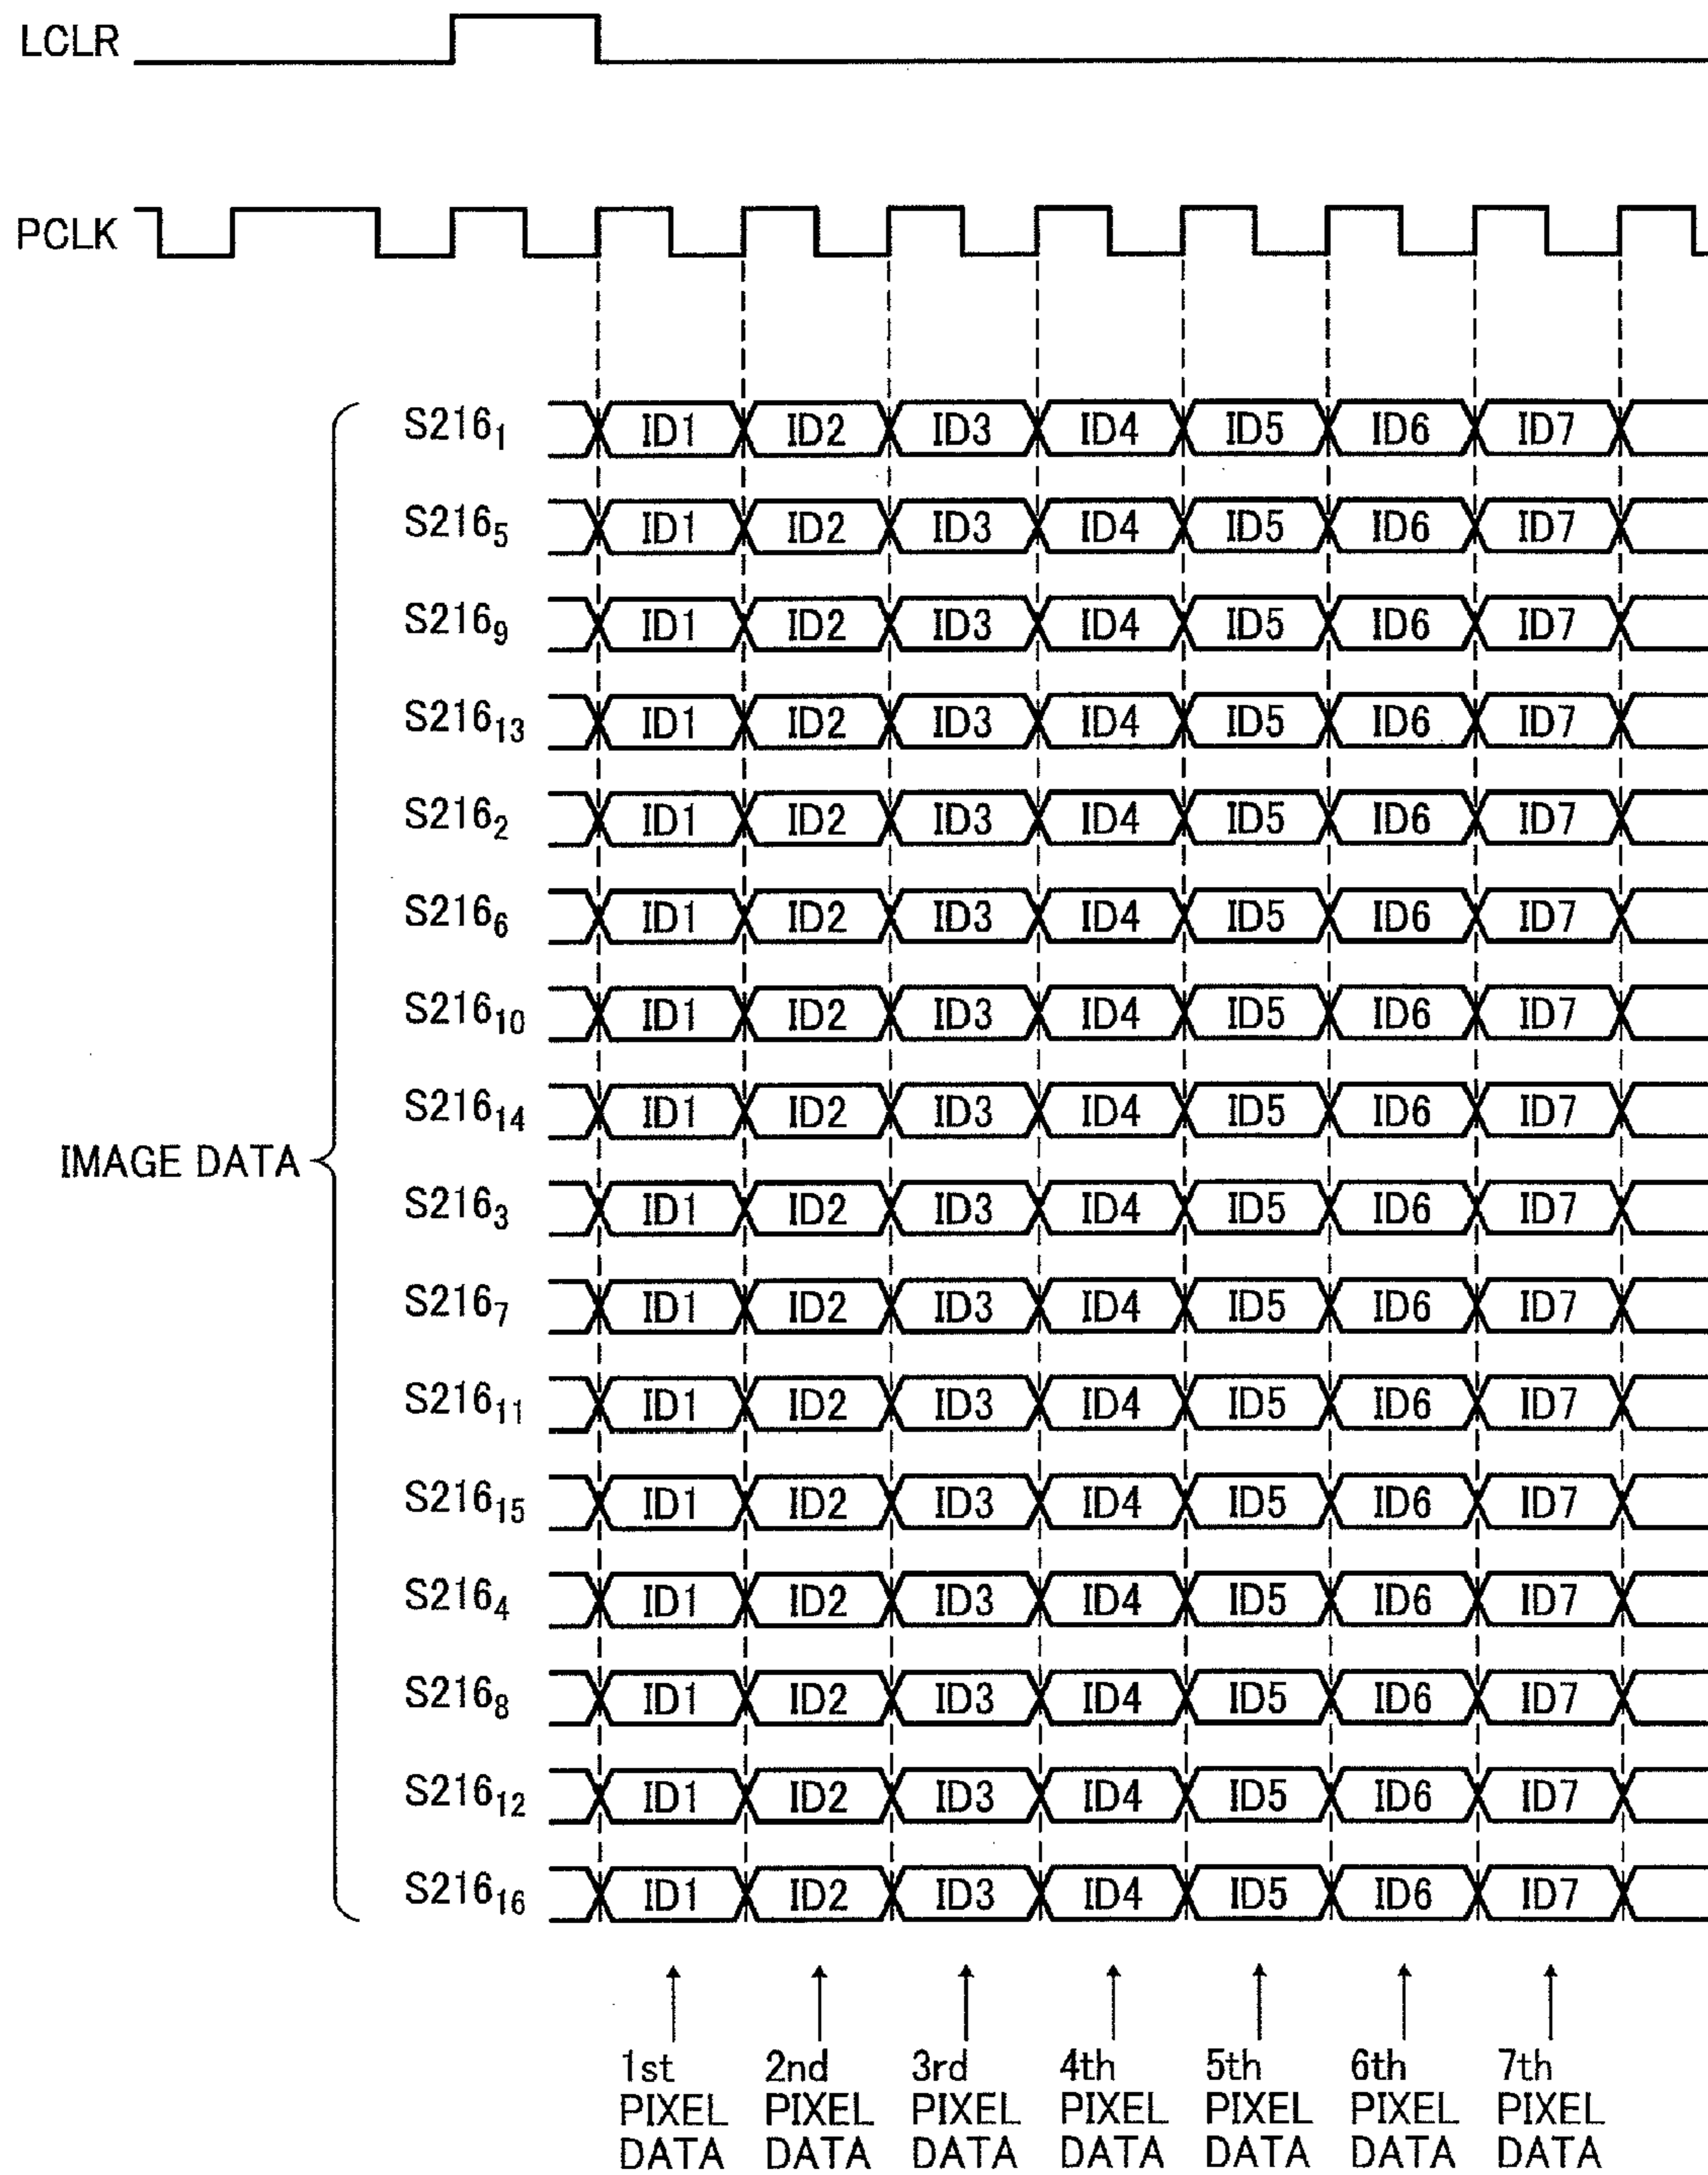 LCLR
PCLK
IMAGE DATA
S216₁ ID1 ID2 ID3 ID4 ID5 ID6 ID7
S216₅ ID1 ID2 ID3 ID4 ID5 ID6 ID7
S216₉ ID1 ID2 ID3 ID4 ID5 ID6 ID7
S216₁₃ ID1 ID2 ID3 ID4 ID5 ID6 ID7
S216₂ ID1 ID2 ID3 ID4 ID5 ID6 ID7
S216₆ ID1 ID2 ID3 ID4 ID5 ID6 ID7
S216₁₀ ID1 ID2 ID3 ID4 ID5 ID6 ID7
S216₁₄ ID1 ID2 ID3 ID4 ID5 ID6 ID7
S216₃ ID1 ID2 ID3 ID4 ID5 ID6 ID7
S216₇ ID1 ID2 ID3 ID4 ID5 ID6 ID7
S216₁₁ ID1 ID2 ID3 ID4 ID5 ID6 ID7
S216₁₅ ID1 ID2 ID3 ID4 ID5 ID6 ID7
S216₄ ID1 ID2 ID3 ID4 ID5 ID6 ID7
S216₈ ID1 ID2 ID3 ID4 ID5 ID6 ID7
S216₁₂ ID1 ID2 ID3 ID4 ID5 ID6 ID7
S216₁₆ ID1 ID2 ID3 ID4 ID5 ID6 ID7
1st 2nd 3rd 4th 5th 6th 7th
PIXEL PIXEL PIXEL PIXEL PIXEL PIXEL PIXEL
DATA DATA DATA DATA DATA DATA DATA